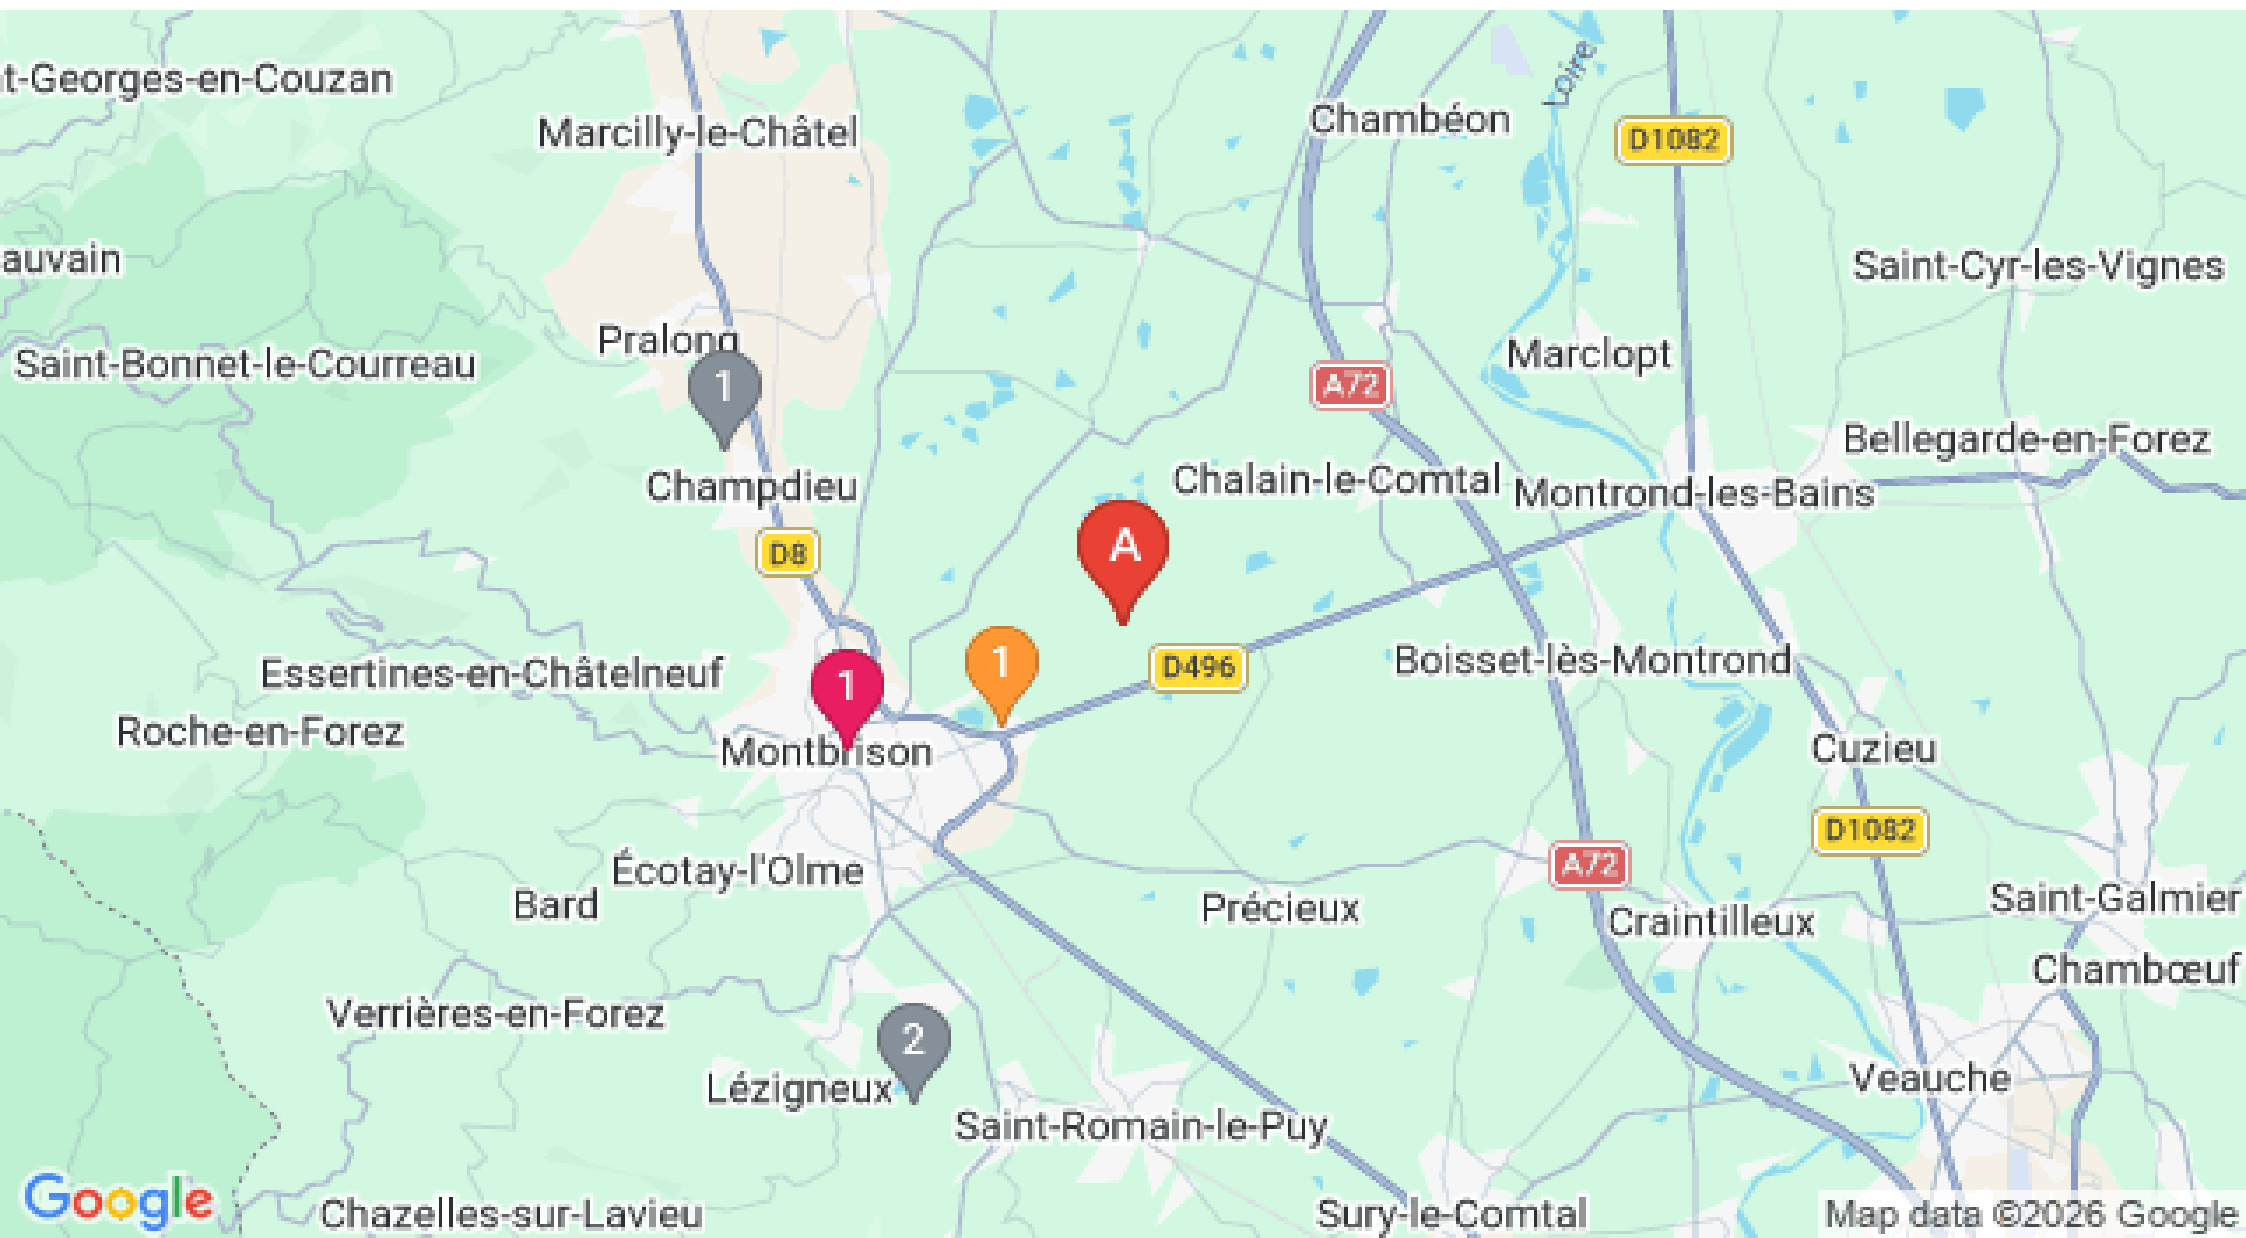 t-Georges-en-Couzan
Marcilly-le-Châtel
Chambéon
Loire
D1082
auvain
Saint-Cyr-les-Vignes
Pralong
Saint-Bonnet-le-Courreau
Marclopt
1
A72
Bellegarde-en-Forez
Champdieu
Chalain-le-Comtal
Montrond-les-Bains
D8
A
Essertines-en-Châtelneuf
1
1
D496
Boisset-lès-Montrond
Roche-en-Forez
Montbrison
Cuzieu
D1082
Écotay-l'Olme
A72
Bard
Précieux
Craintilleux
Saint-Galmier
Chambœuf
Verrières-en-Forez
2
Lézigneux
Veauche
Saint-Romain-le-Puy
Google
Chazelles-sur-Lavieu
Sury-le-Comtal
Map data ©2026 Google